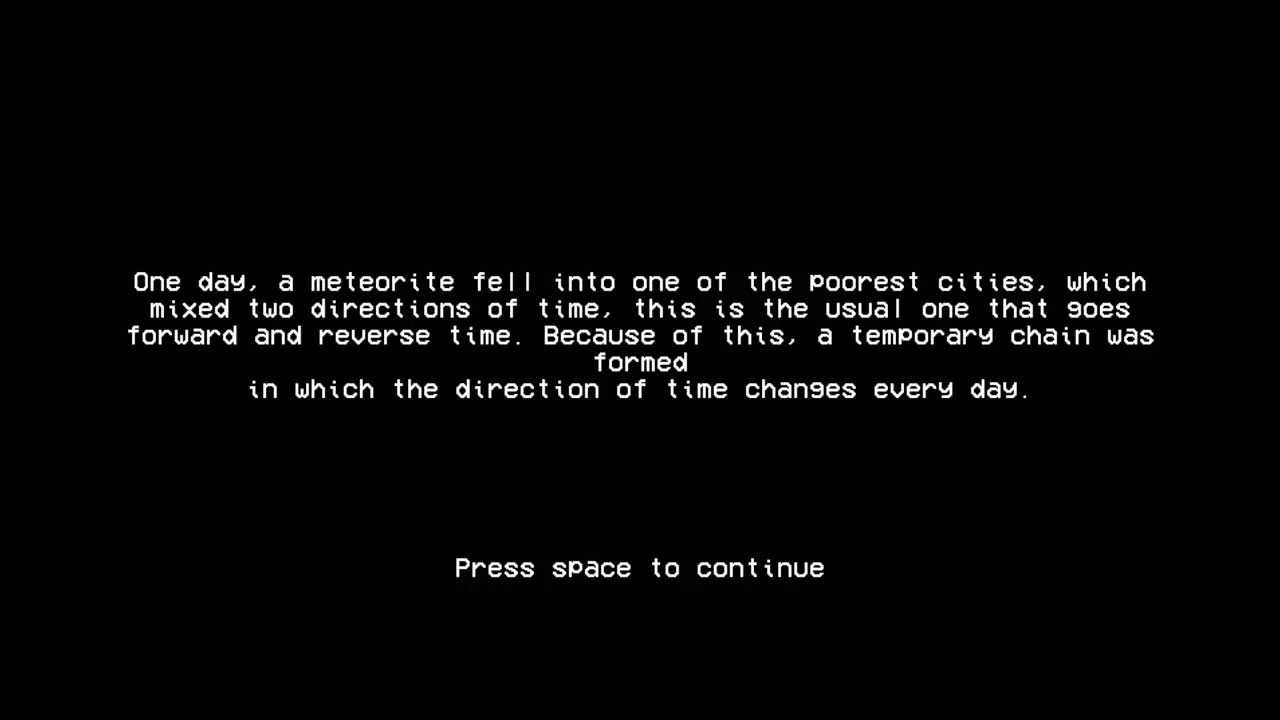 One day, a meteorite fell into one of the poorest cities, which
mixed two directions of time, this is the usual one that goes
forward and reverse time. Because of this, a temporary chain was
formed
in which the direction of time changes every day.
Press space to continue